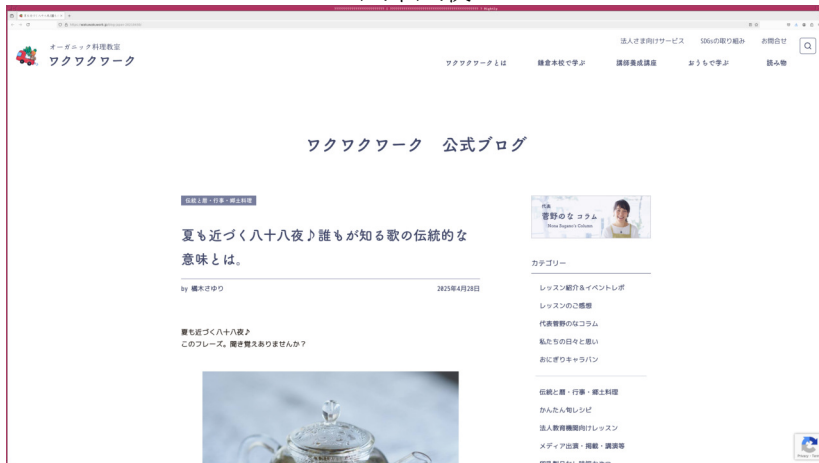 オーガニック料理教室
ワクワクワーク
法人さま向けサービス
SDGsの取り組み
お問合せ
ワクワクワークとは
鎌倉本校で学ぶ
講師養成講座
おうちで学ぶ
読み物
ワクワクワーク 公式ブログ
伝統と暦・行事・郷土料理
夏も近づく八十八夜♪誰もが知る歌の伝統的な
意味とは。
by 橋木さゆり
2025年4月28日
夏も近づく八十八夜♪
このフレーズ。聞き覚えありませんか？
代表
菅野のな コラム
Nona Sugano's Column
カテゴリー
レッスン紹介＆イベントレポ
レッスンのご感想
代表菅野のなコラム
私たちの日々と思い
おにぎりキャラバン
伝統と暦・行事・郷土料理
かんたん旬レシピ
法人教育機関向けレッスン
メディア出演・掲載・講演等